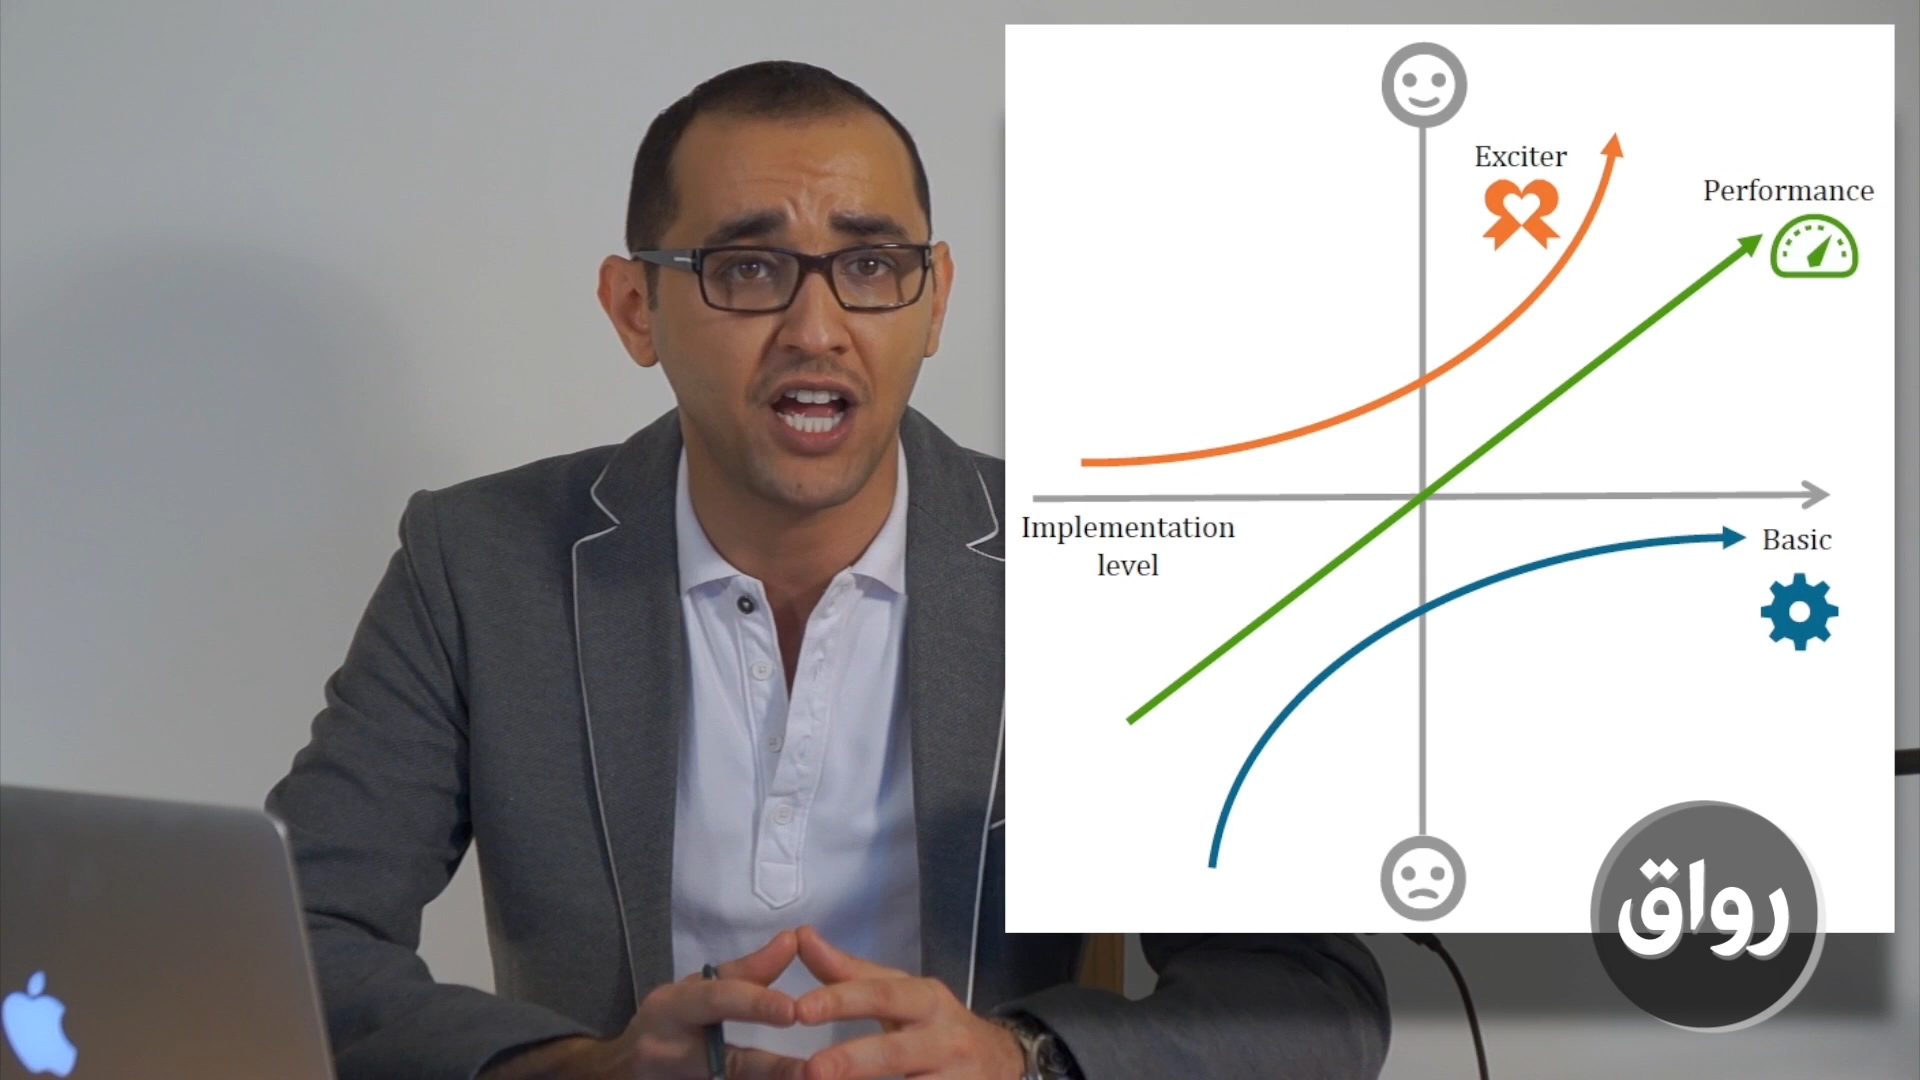 Exciter
Performance
Implementation
level
Basic
رواق